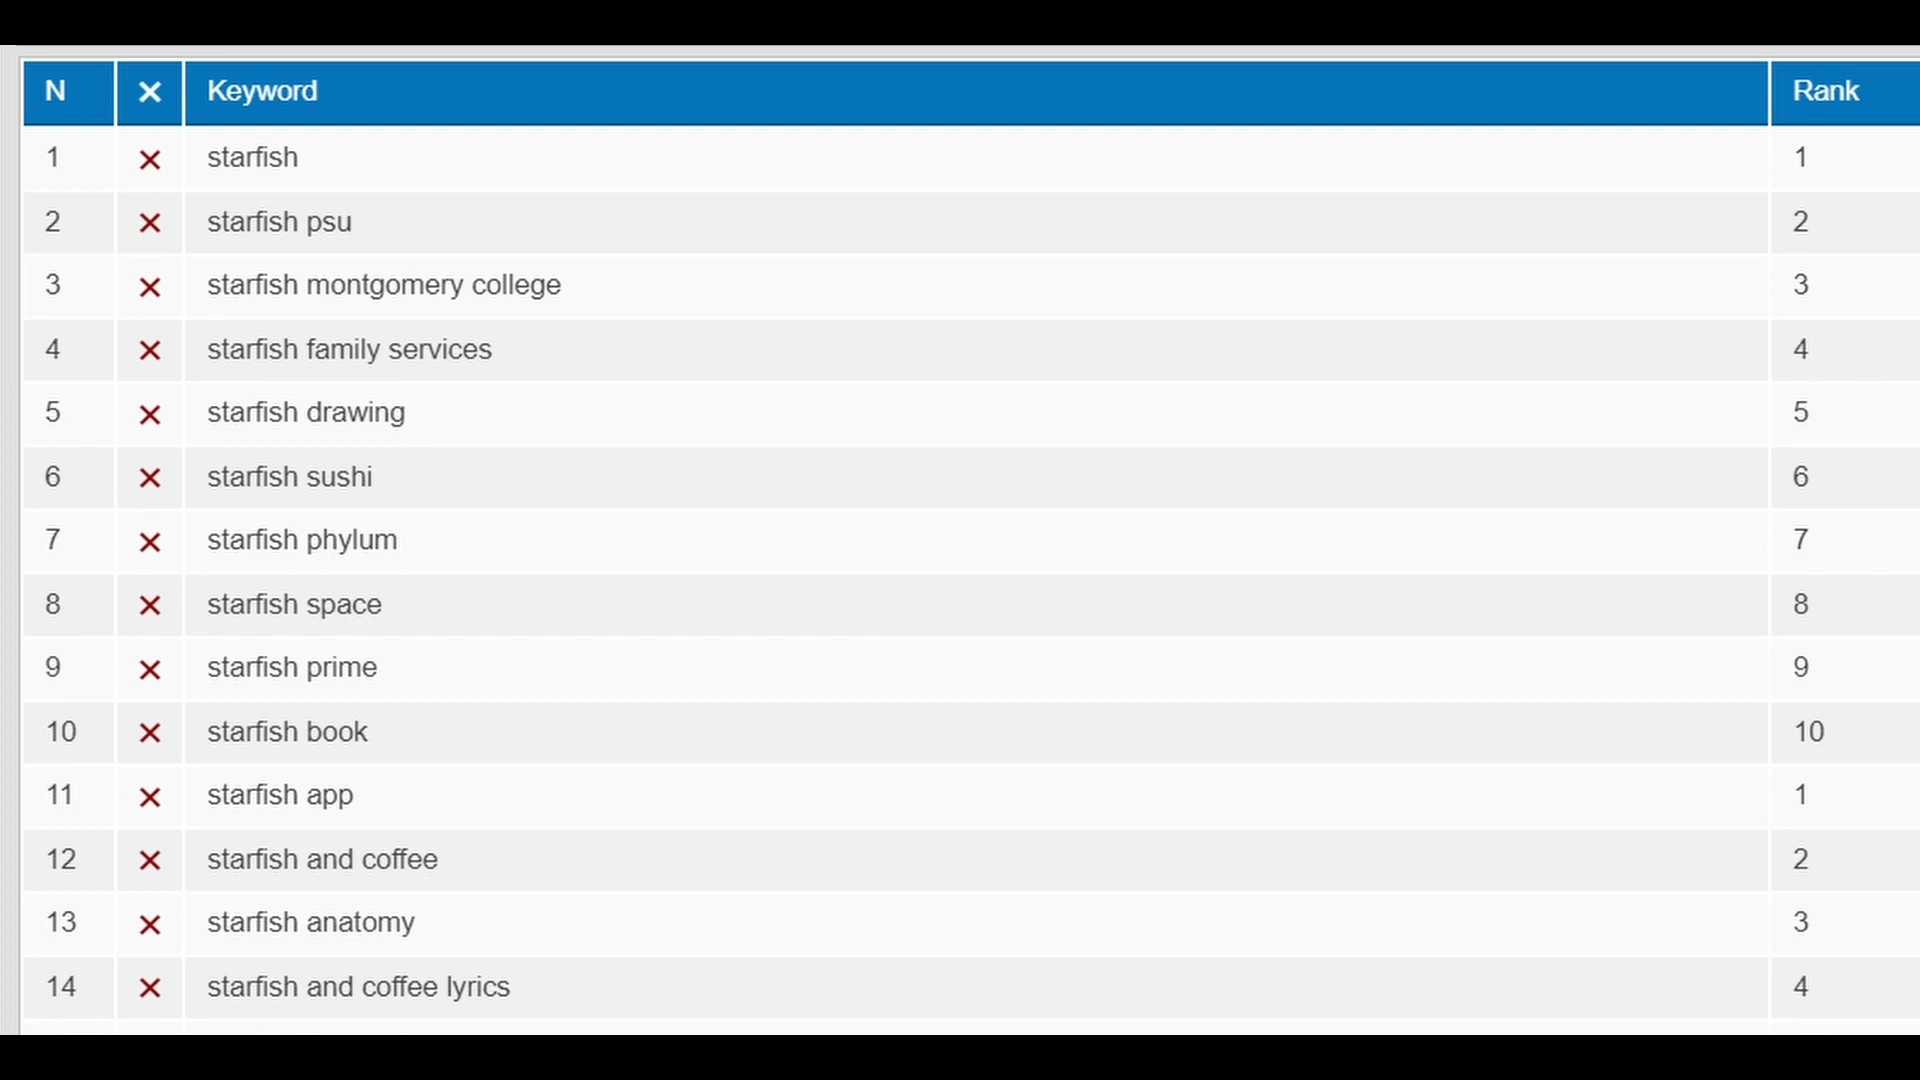 N × Keyword Rank
1 × starfish 1
2 × starfish psu 2
3 × starfish montgomery college 3
4 × starfish family services 4
5 × starfish drawing 5
6 × starfish sushi 6
7 × starfish phylum 7
8 × starfish space 8
9 × starfish prime 9
10 × starfish book 10
11 × starfish app 1
12 × starfish and coffee 2
13 × starfish anatomy 3
14 × starfish and coffee lyrics 4